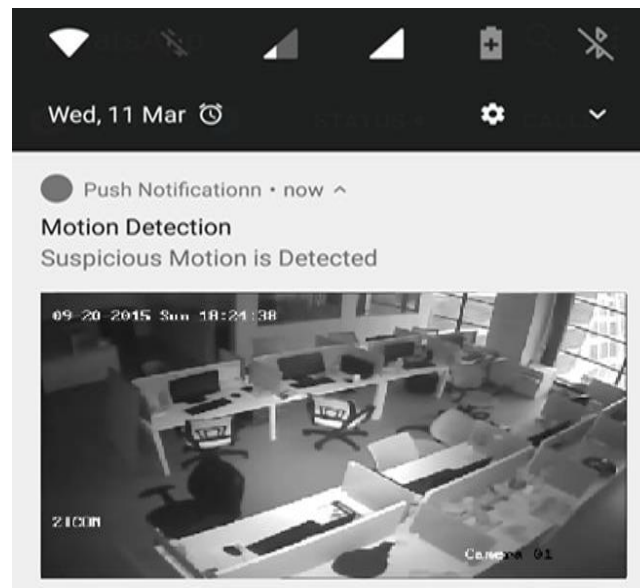 Wed, 11 Mar
Push Notificationn • now
Motion Detection
Suspicious Motion is Detected
09-20-2015 Sun 18:24:38
ZICOM
Camera 01